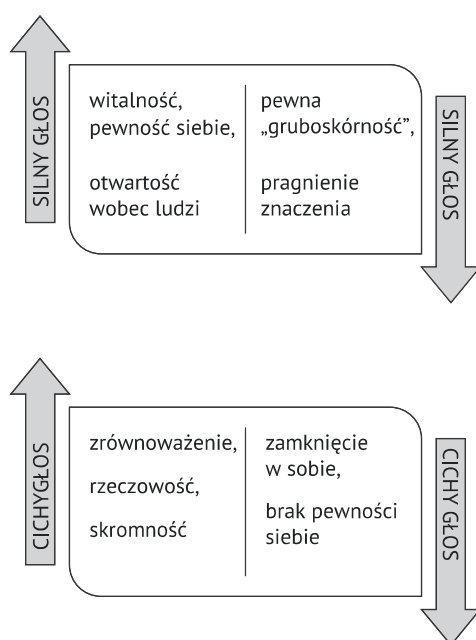 SILNY GŁOS
witalność,
pewność siebie,
otwartość
wobec ludzi
pewna
„gruboskórność”,
pragnienie
znaczenia
SILNY GŁOS
CICHYGŁOS
zrównoważenie,
rzeczowość,
skromność
zamknięcie
w sobie,
brak pewności
siebie
CICHY GŁOS